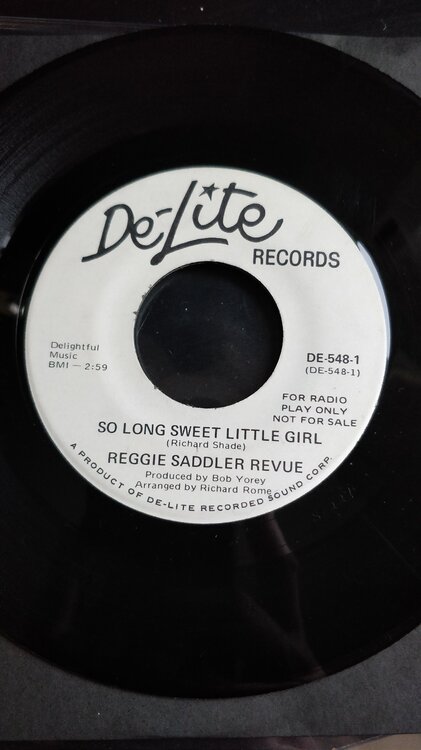 De-Lite
RECORDS
Delightful
Music
BMI — 2:59
DE-548-1
(DE-548-1)
FOR RADIO
PLAY ONLY
NOT FOR SALE
SO LONG SWEET LITTLE GIRL
(Richard Shade)
REGGIE SADDLER REVUE
Produced by Bob Yorey
Arranged by Richard Rome
A PRODUCT OF DE-LITE RECORDED SOUND CORP.